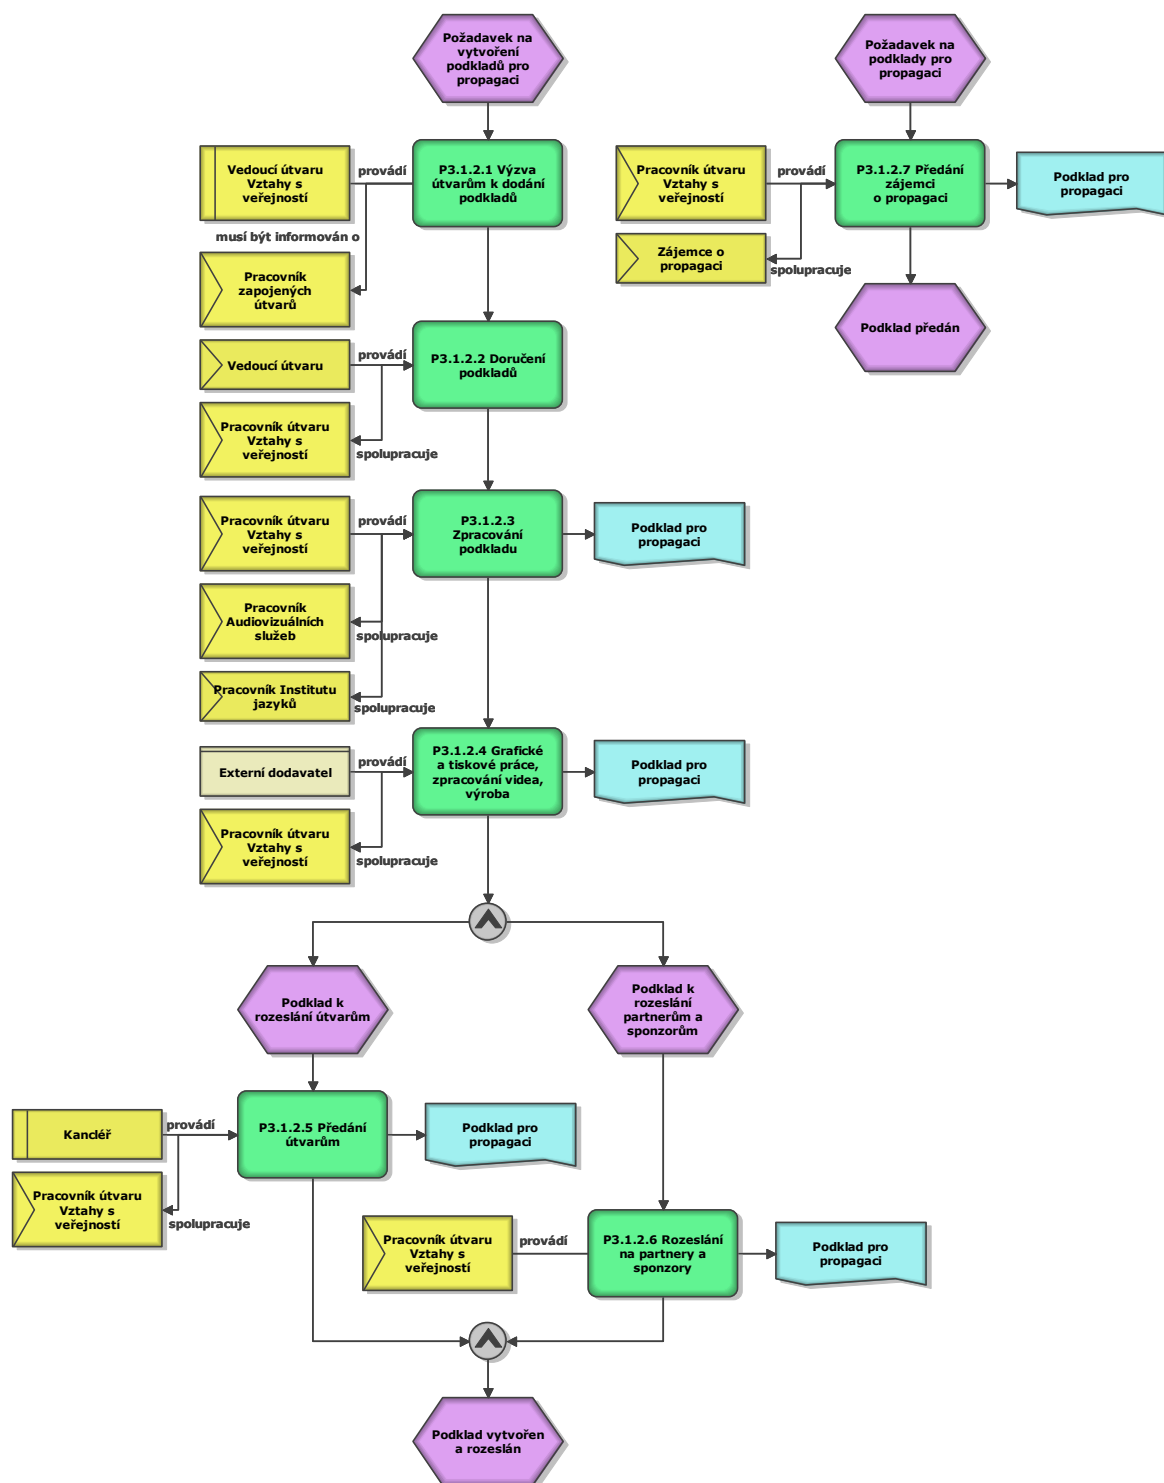 Požadavek na
vytvoření
podkladů pro
propagaci
Požadavek na
podklady pro
propagaci
Vedoucí útvaru
Vztahy s
veřejností
provádí
P3.1.2.1 Výzva
útvarům k dodání
podkladů
Pracovník útvaru
Vztahy s
veřejností
provádí
P3.1.2.7 Předání
zájemci
o propagaci
Podklad pro
propagaci
musí být informován o
Pracovník
zapojených
útvarů
Zájemce o
propagaci
spolupracuje
Podklad předán
Vedoucí útvaru
provádí
P3.1.2.2 Doručení
podkladů
Pracovník útvaru
Vztahy s
veřejností
spolupracuje
Pracovník útvaru
Vztahy s
veřejností
provádí
P3.1.2.3
Zpracování
podkladu
Podklad pro
propagaci
Pracovník
Audiovizuálních
služeb
spolupracuje
Pracovník Institutu
jazyků
spolupracuje
Externí dodavatel
provádí
P3.1.2.4 Grafické
a tiskové práce,
zpracování videa,
výroba
Podklad pro
propagaci
Pracovník útvaru
Vztahy s
veřejností
spolupracuje
Podklad k
rozeslání útvarům
Podklad k
rozeslání
partnerům a
sponzorům
Kancléř
provádí
P3.1.2.5 Předání
útvarům
Podklad pro
propagaci
Pracovník útvaru
Vztahy s
veřejností
spolupracuje
Pracovník útvaru
Vztahy s
veřejností
provádí
P3.1.2.6 Rozeslání
na partnery a
sponzory
Podklad pro
propagaci
Podklad vytvořen
a rozeslán